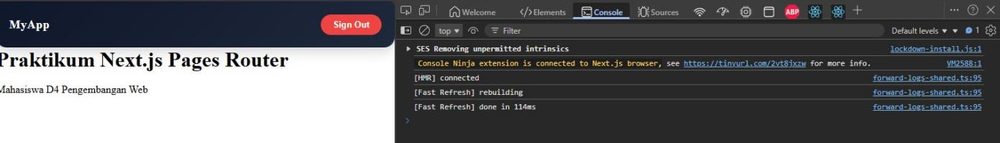 MyApp
Sign Out
Praktikum Next.js Pages Router
Mahasiswa D4 Pengembangan Web
Welcome
</>Elements
Console
Sources
ABP
top
Filter
Default levels
1
SES Removing unpermitted intrinsics
lockdown-install.js:1
Console Ninja extension is connected to Next.js browser, see https://tinyurl.com/2vt8jxzw for more info.
VM2588:1
[HMR] connected
forward-logs-shared.ts:95
[Fast Refresh] rebuilding
forward-logs-shared.ts:95
[Fast Refresh] done in 114ms
forward-logs-shared.ts:95